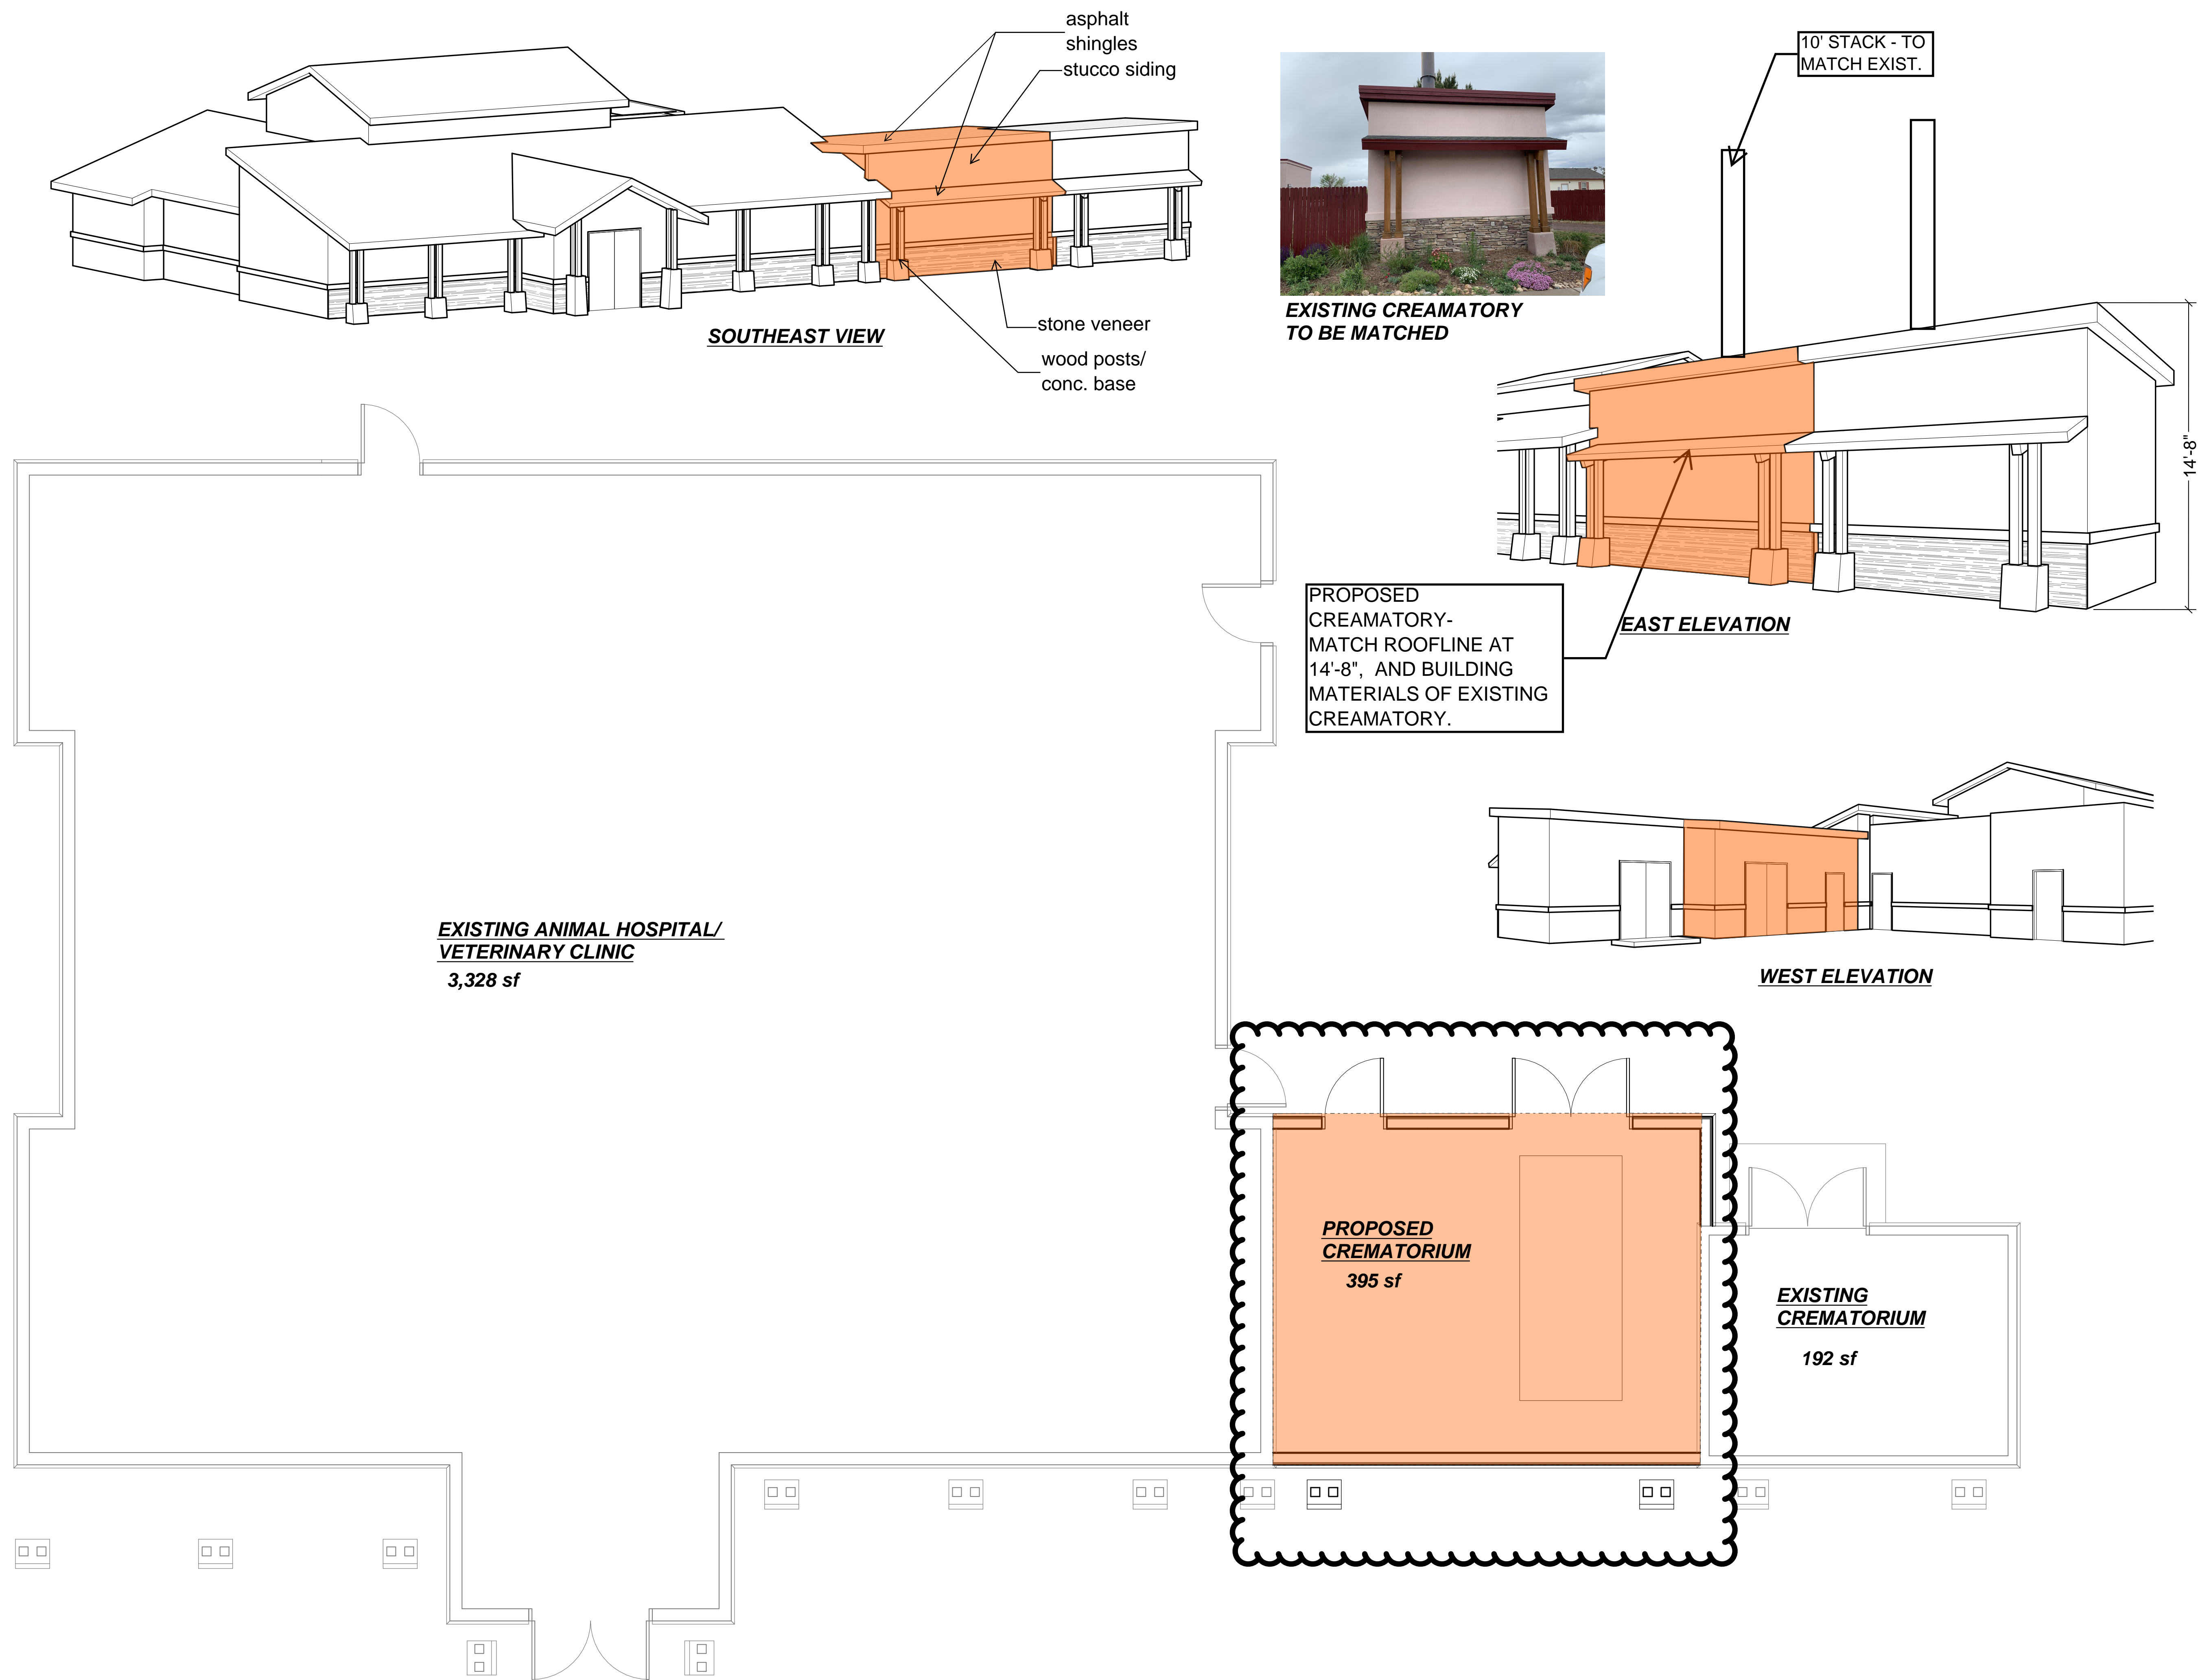 asphalt
shingles
stucco siding
stone veneer
wood posts/
conc. base
SOUTHEAST VIEW
EXISTING CREAMATORY
TO BE MATCHED
10' STACK - TO
MATCH EXIST.
14'-8"
EAST ELEVATION
PROPOSED
CREAMATORY-
MATCH ROOFLINE AT
14'-8", AND BUILDING
MATERIALS OF EXISTING
CREAMATORY.
WEST ELEVATION
EXISTING ANIMAL HOSPITAL/
VETERINARY CLINIC
3,328 sf
PROPOSED
CREMATORIUM
395 sf
EXISTING
CREMATORIUM
192 sf